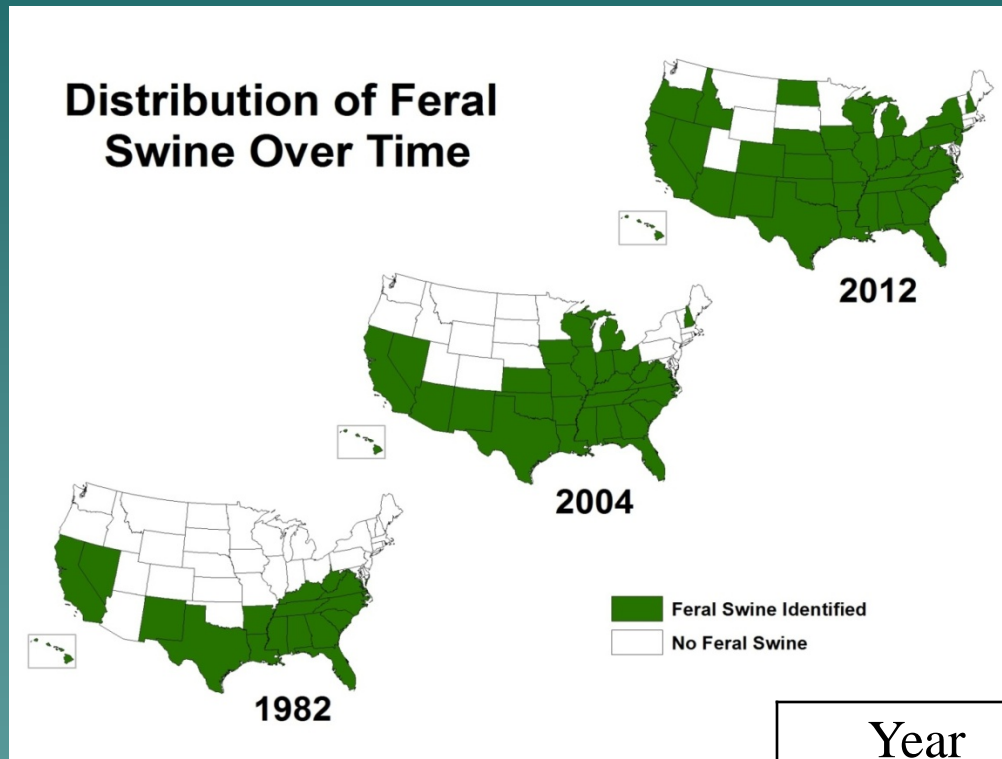 Distribution of Feral
Swine Over Time
2012
2004
1982
Feral Swine Identified
No Feral Swine
Year